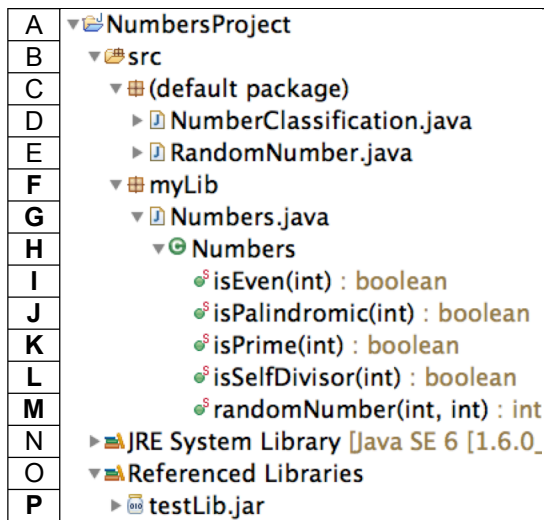 A NumbersProject
B src
C (default package)
D NumberClassification.java
E RandomNumber.java
F myLib
G Numbers.java
H Numbers
I isEven(int) : boolean
J isPalindromic(int) : boolean
K isPrime(int) : boolean
L isSelfDivisor(int) : boolean
M randomNumber(int, int) : int
N JRE System Library [Java SE 6 [1.6.0_
O Referenced Libraries
P testLib.jar